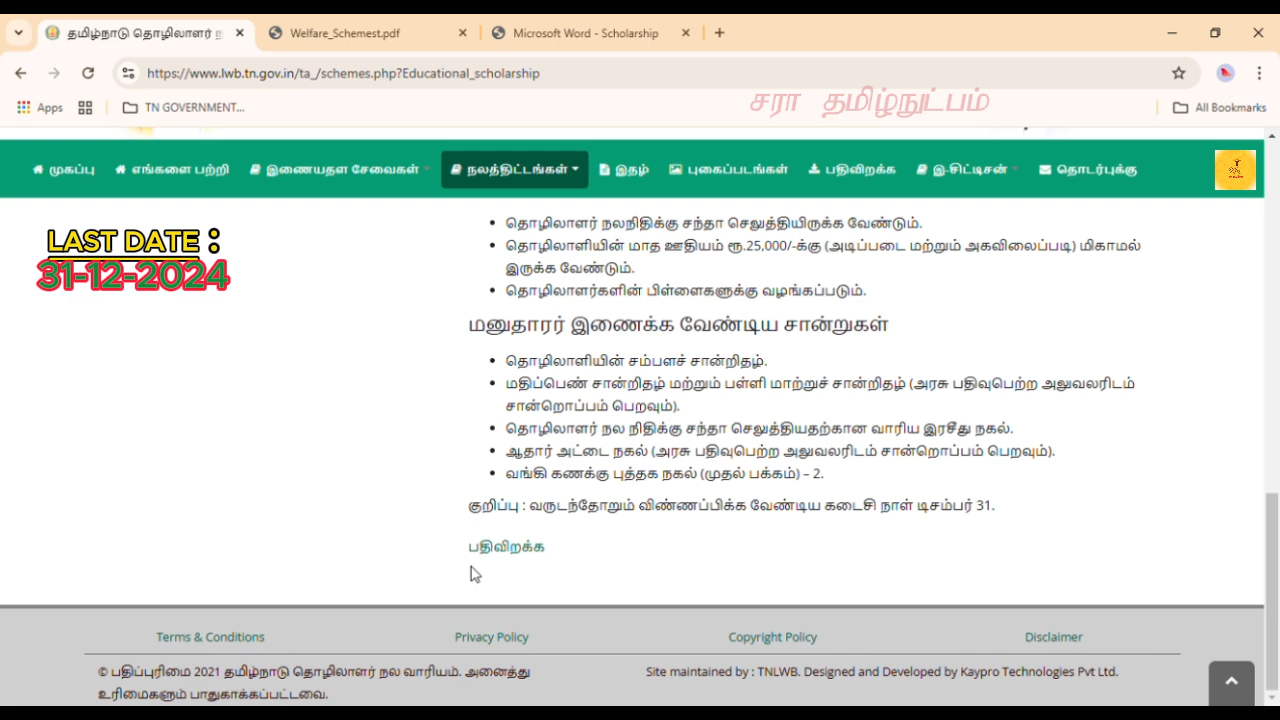 தமிழ்நாடு தொழிலாளர் ந
Welfare_Schemest.pdf
Microsoft Word - Scholarship
https://www.lwb.tn.gov.in/ta_/schemes.php?Educational_scholarship
Apps
TN GOVERNMENT...
சரா தமிழ்நுட்பம்
All Bookmarks
முகப்பு
எங்களை பற்றி
இணையதள சேவைகள்
நலத்திட்டங்கள்
இதழ்
புகைப்படங்கள்
பதிவிறக்க
இ-சிட்டிசன்
தொடர்புக்கு
LAST DATE :
31-12-2024
தொழிலாளர் நலநிதிக்கு சந்தா செலுத்தியிருக்க வேண்டும்.
தொழிலாளியின் மாத ஊதியம் ரூ.25,000/-க்கு (அடிப்படை மற்றும் அகவிலைப்படி) மிகாமல்
இருக்க வேண்டும்.
தொழிலாளர்களின் பிள்ளைகளுக்கு வழங்கப்படும்.
மனுதாரர் இணைக்க வேண்டிய சான்றுகள்
தொழிலாளியின் சம்பளச் சான்றிதழ்.
மதிப்பெண் சான்றிதழ் மற்றும் பள்ளி மாற்றுச் சான்றிதழ் (அரசு பதிவுபெற்ற அலுவலரிடம்
சான்றொப்பம் பெறவும்).
தொழிலாளர் நல நிதிக்கு சந்தா செலுத்தியதற்கான வாரிய இரசீது நகல்.
ஆதார் அட்டை நகல் (அரசு பதிவுபெற்ற அலுவலரிடம் சான்றொப்பம் பெறவும்).
வங்கி கணக்கு புத்தக நகல் (முதல் பக்கம்) – 2.
குறிப்பு : வருடந்தோறும் விண்ணப்பிக்க வேண்டிய கடைசி நாள் டிசம்பர் 31.
பதிவிறக்க
Terms & Conditions
Privacy Policy
Copyright Policy
Disclaimer
© பதிப்புரிமை 2021 தமிழ்நாடு தொழிலாளர் நல வாரியம். அனைத்து
உரிமைகளும் பாதுகாக்கப்பட்டவை.
Site maintained by : TNLWB. Designed and Developed by Kaypro Technologies Pvt Ltd.